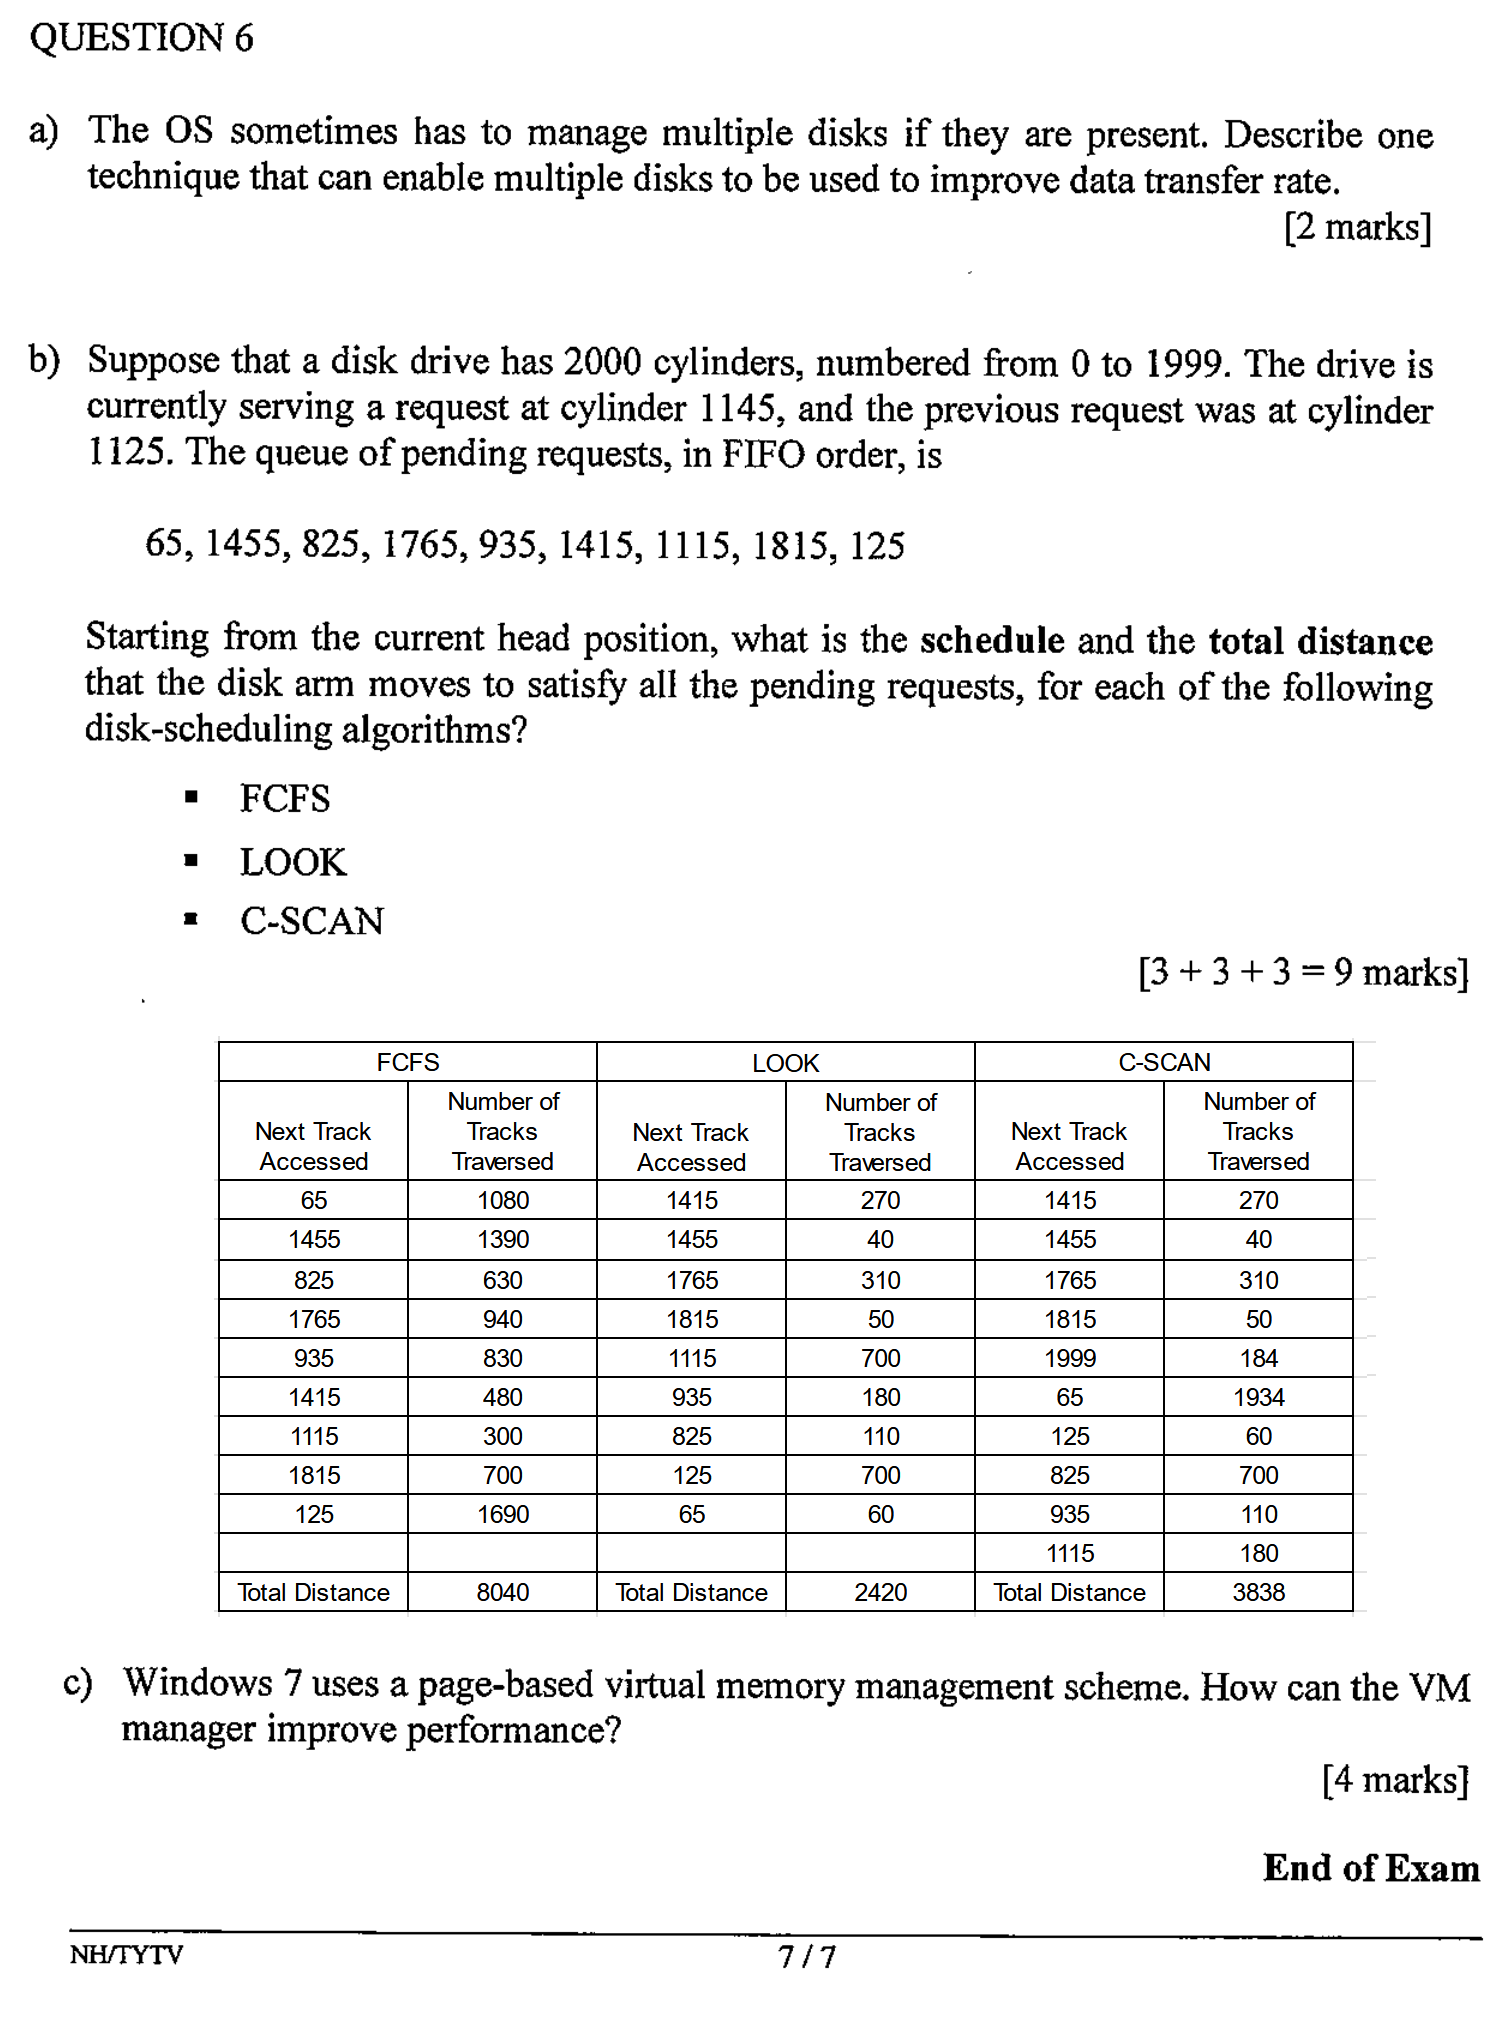 QUESTION 6
a) The OS sometimes has to manage multiple disks if they are present. Describe one
technique that can enable multiple disks to be used to improve data transfer rate.
[2 marks]
b) Suppose that a disk drive has 2000 cylinders, numbered from 0 to 1999. The drive is
currently serving a request at cylinder 1145, and the previous request was at cylinder
1125. The queue of pending requests, in FIFO order, is
65, 1455, 825, 1765, 935, 1415, 1115, 1815, 125
Starting from the current head position, what is the schedule and the total distance
that the disk arm moves to satisfy all the pending requests, for each of the following
disk-scheduling algorithms?
▪ FCFS
▪ LOOK
▪ C-SCAN
[3 + 3 + 3 = 9 marks]
FCFS LOOK C-SCAN
Next Track Accessed Number of Tracks Traversed Next Track Accessed Number of Tracks Traversed Next Track Accessed Number of Tracks Traversed
65 1080 1415 270 1415 270
1455 1390 1455 40 1455 40
825 630 1765 310 1765 310
1765 940 1815 50 1815 50
935 830 1115 700 1999 184
1415 480 935 180 65 1934
1115 300 825 110 125 60
1815 700 125 700 825 700
125 1690 65 60 935 110
1115 180
Total Distance 8040 Total Distance 2420 Total Distance 3838
c) Windows 7 uses a page-based virtual memory management scheme. How can the VM
manager improve performance?
[4 marks]
End of Exam
NH/TYTV 7 / 7